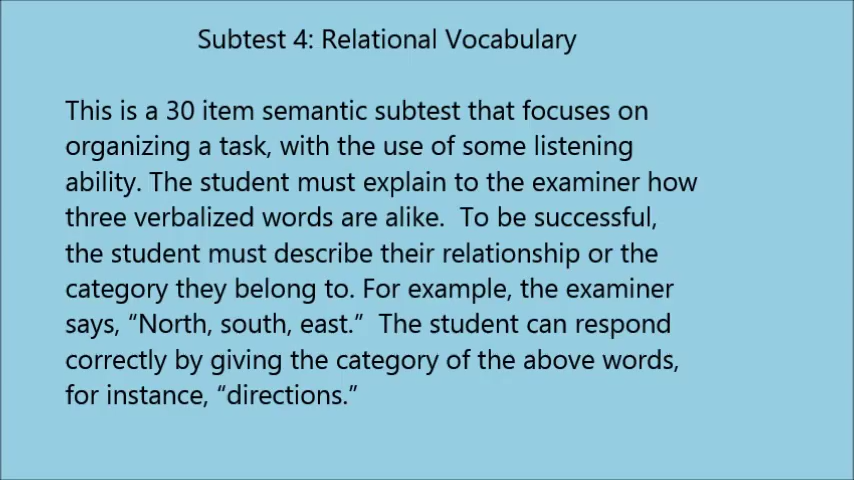 Subtest 4: Relational Vocabulary
This is a 30 item semantic subtest that focuses on
organizing a task, with the use of some listening
ability. The student must explain to the examiner how
three verbalized words are alike.  To be successful,
the student must describe their relationship or the
category they belong to. For example, the examiner
says, “North, south, east.”  The student can respond
correctly by giving the category of the above words,
for instance, “directions.”